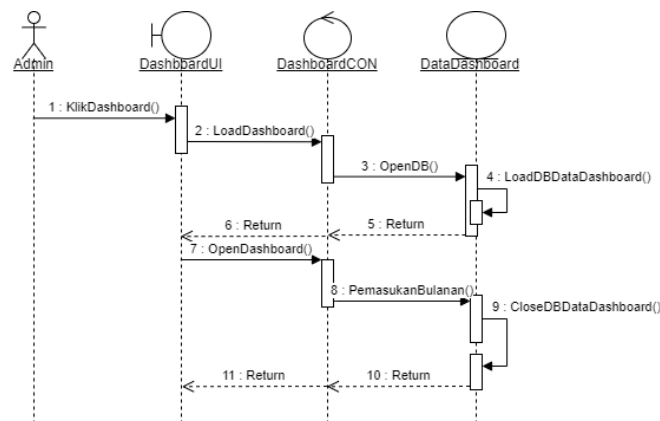 Admin
DashboardUI
DashboardCON
DataDashboard
1 : KlikDashboard()
2 : LoadDashboard()
3 : OpenDB()
4 : LoadDBDataDashboard()
6 : Return
5 : Return
7 : OpenDashboard()
8 : PemasukanBulanan()
9 : CloseDBDataDashboard()
11 : Return
10 : Return